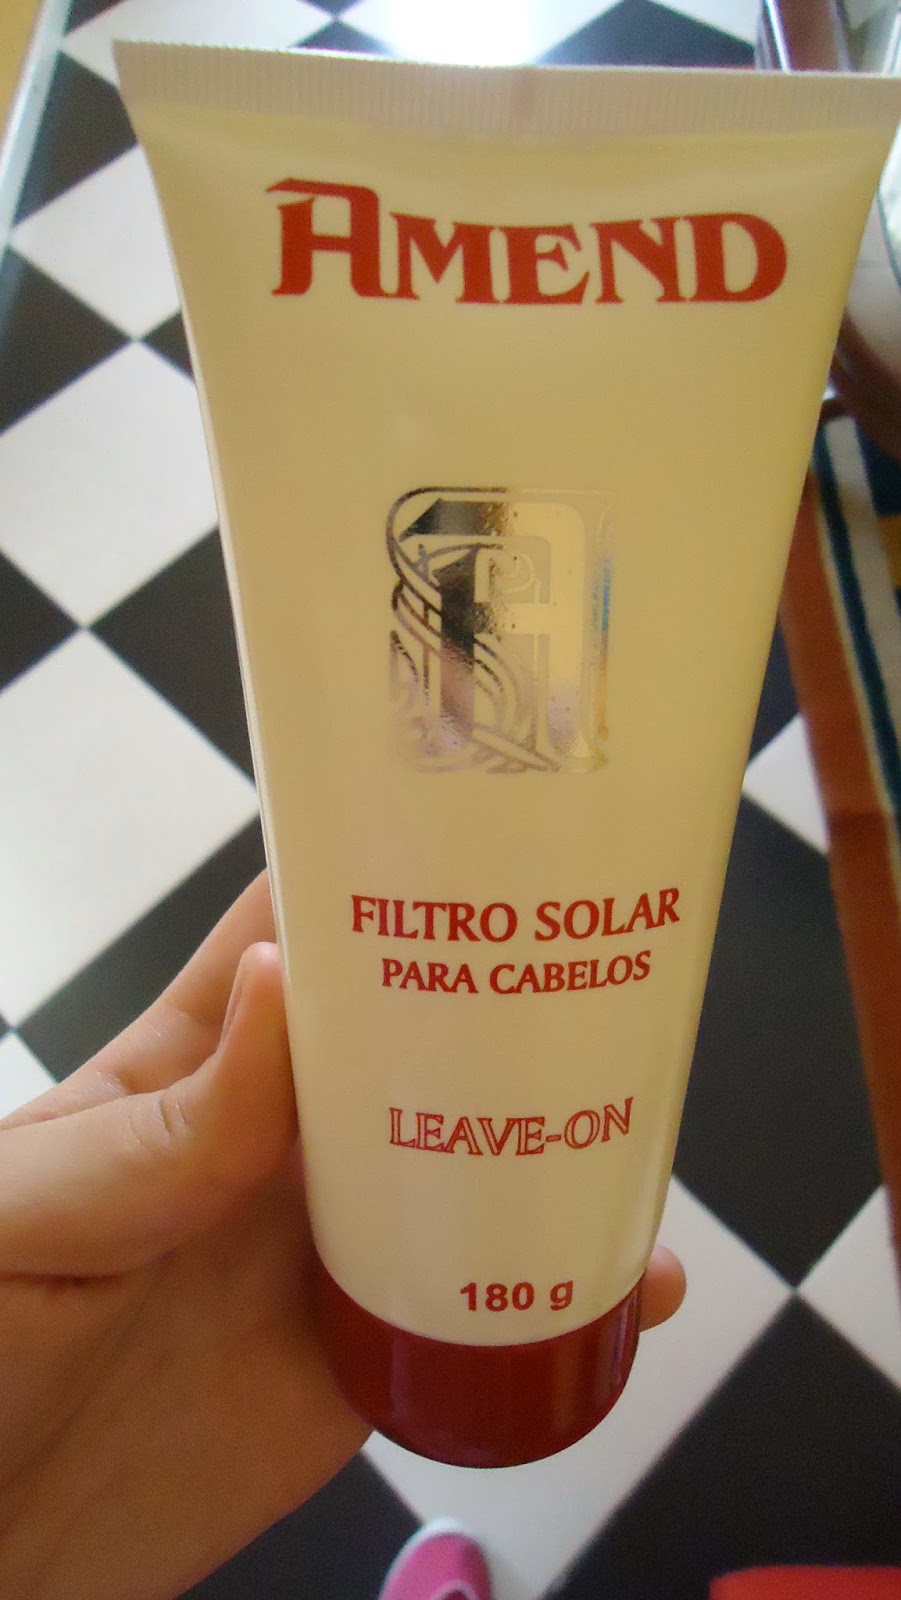 AMEND
A
FILTRO SOLAR
PARA CABELOS
LEAVE-ON
180 g